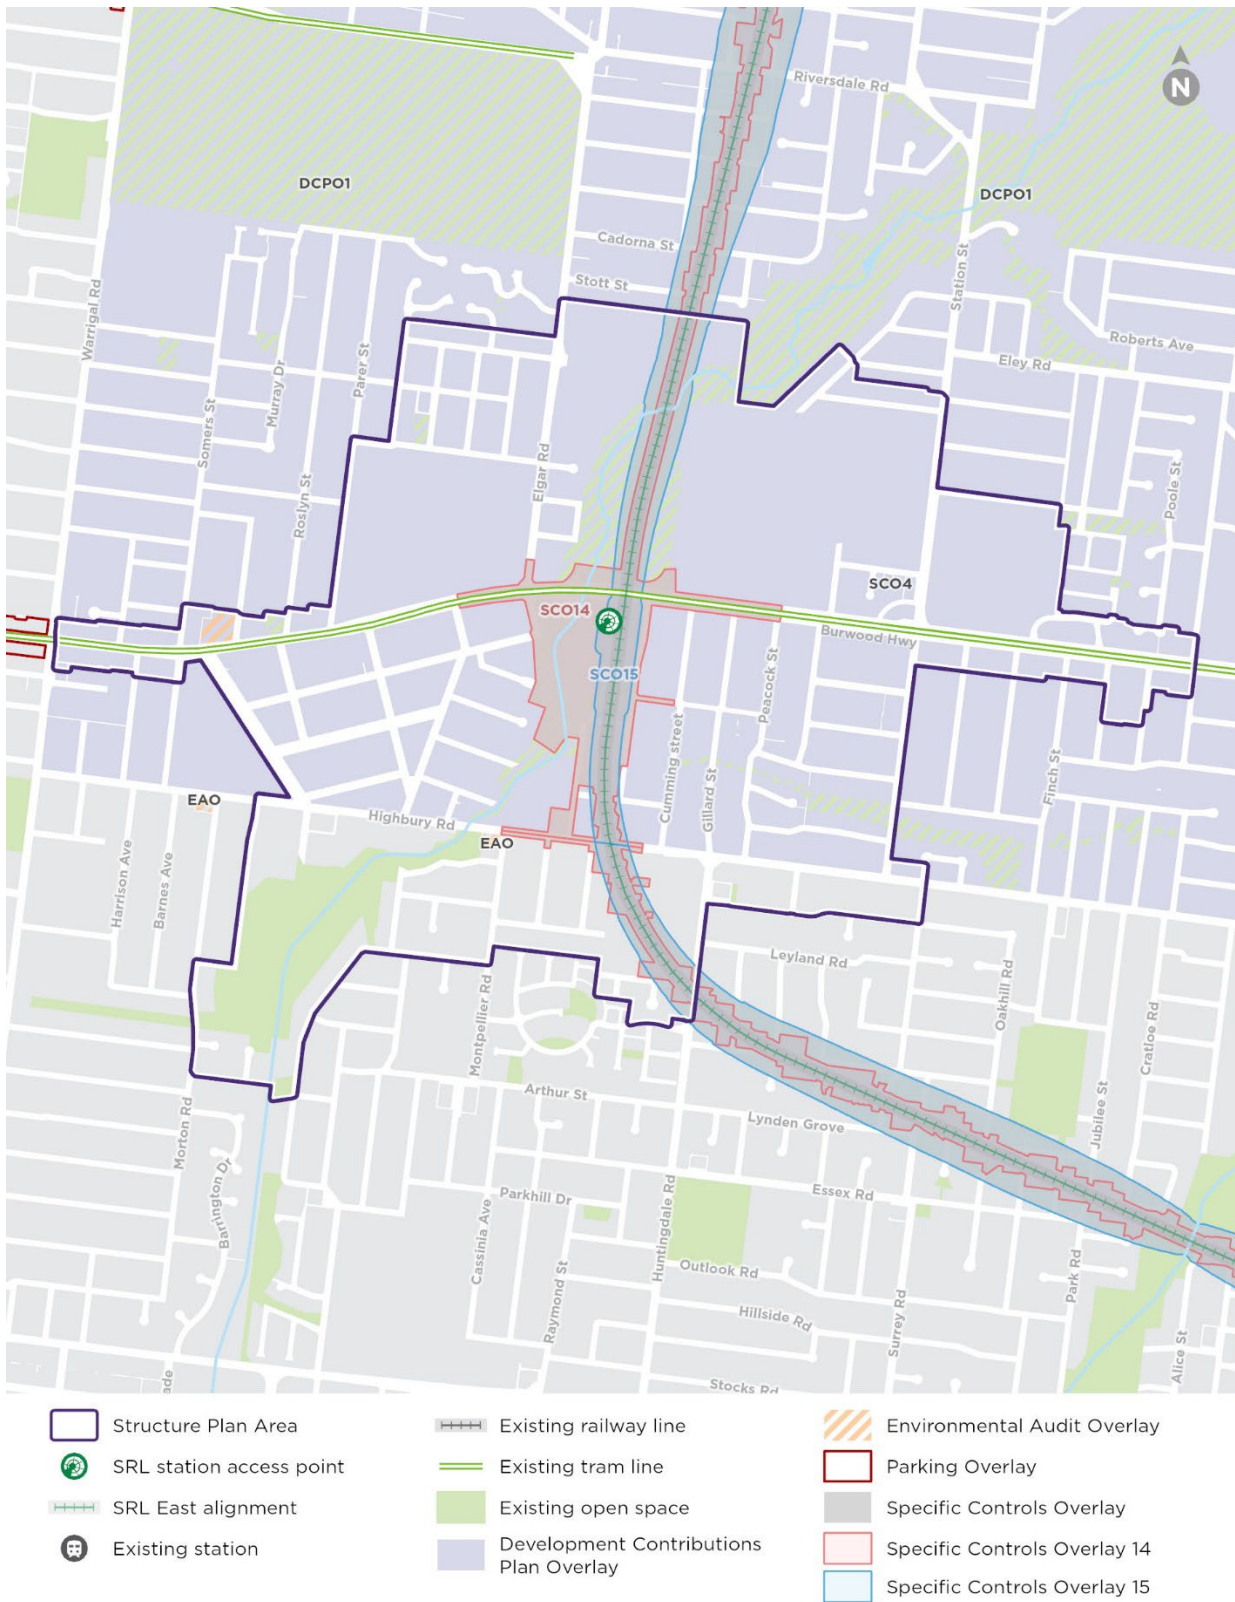 N
Riversdale Rd
DCPO1
DCPO1
Cadorna St
Stott St
Station St
Warrigal Rd
Roberts Ave
Eley Rd
Parer St
Murray Dr
Somers St
Roslyn St
Elgar Rd
Poole St
SCO4
SCO14
Burwood Hwy
SCO15
Peacock St
Cumming street
Gillard St
Finch St
EAO
Highbury Rd
EAO
Harrison Ave
Barnes Ave
Leyland Rd
Oakhill Rd
Montpellier Rd
Cratloe Rd
Arthur St
Jubilee St
Lynden Grove
Morton Rd
Barrington Dr
Parkhill Dr
Essex Rd
Cassinia Ave
Huntingdale Rd
Outlook Rd
Park Rd
Raymond St
Hillside Rd
Surrey Rd
Alice St
Stocks Rd
ade
Structure Plan Area
SRL station access point
SRL East alignment
Existing station
Existing railway line
Existing tram line
Existing open space
Development Contributions
Plan Overlay
Environmental Audit Overlay
Parking Overlay
Specific Controls Overlay
Specific Controls Overlay 14
Specific Controls Overlay 15